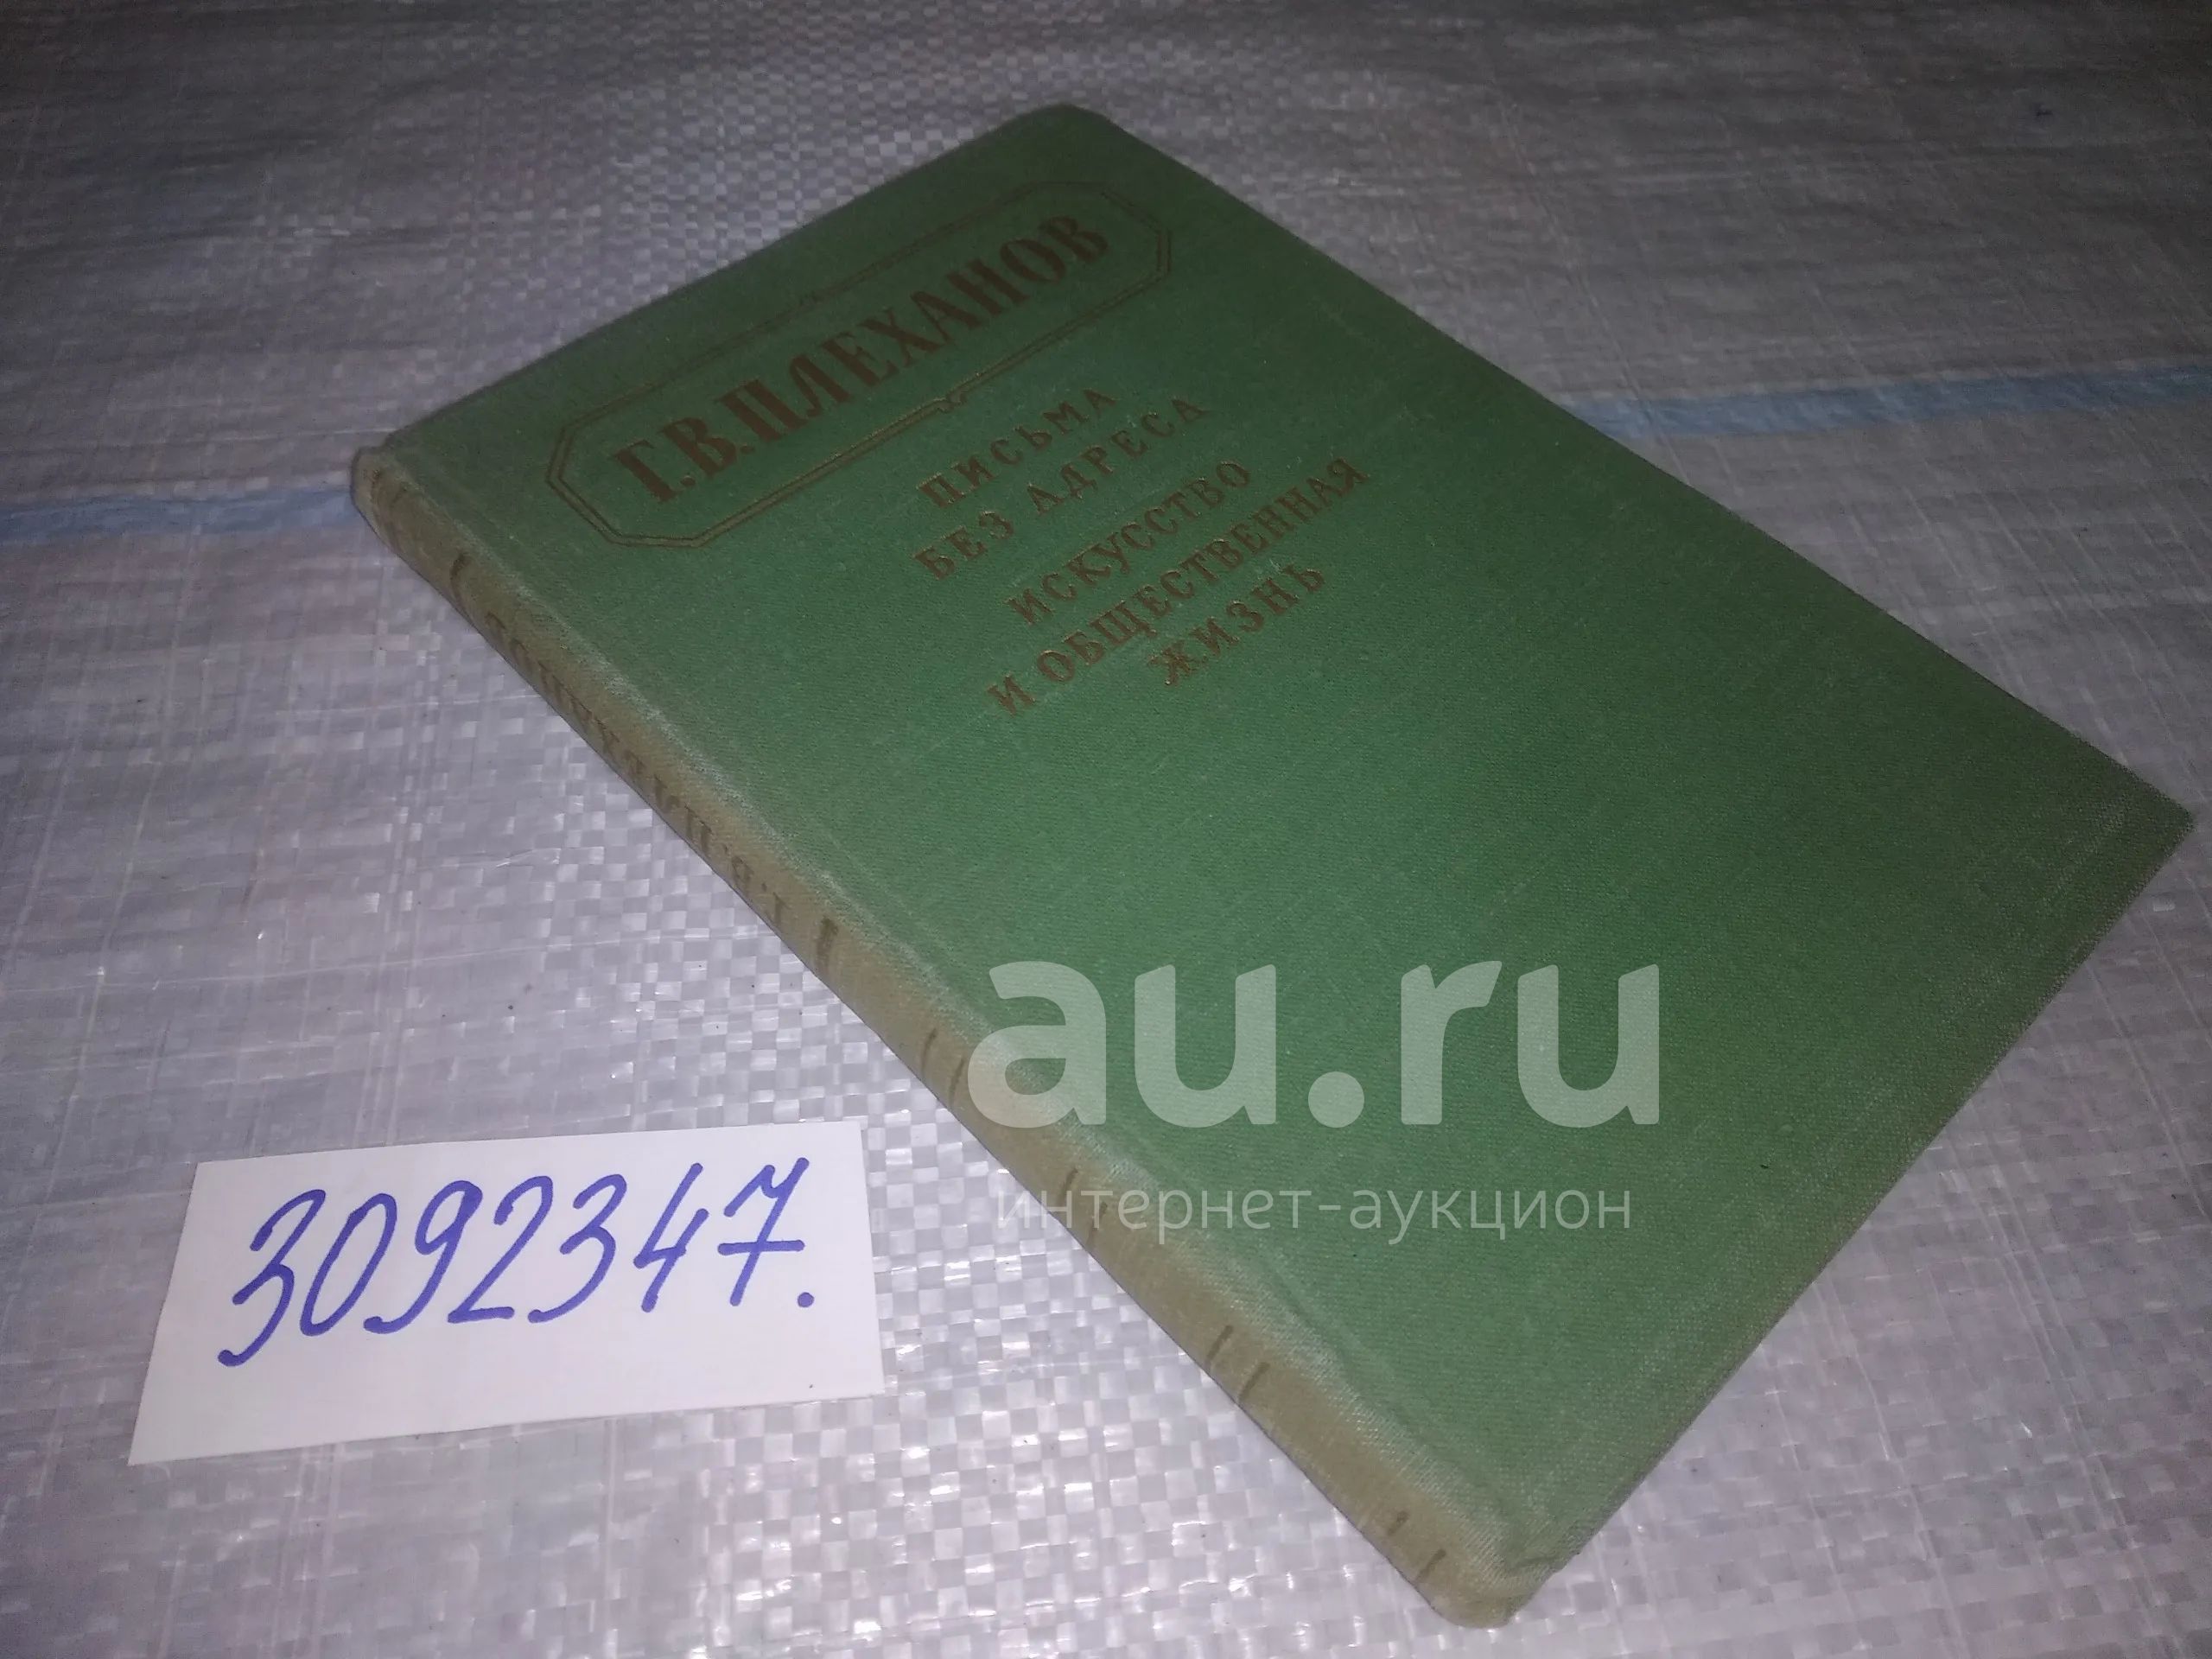 Г.В.ПЛЕХАНОВ
ПИСЬМА
БЕЗ АДРЕСА
ИСКУССТВО
И ОБЩЕСТВЕННАЯ
ЖИЗНЬ
Г.В.ПЛЕХАНОВ
au.ru
интернет-аукцион
3092347.